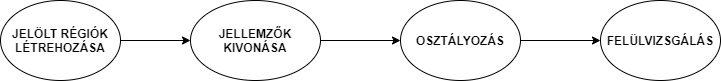 JELÖLT RÉGIÓK
LÉTREHOZÁSA
JELLEMZŐK
KIVONÁSA
OSZTÁLYOZÁS
FELÜLVIZSGÁLÁS